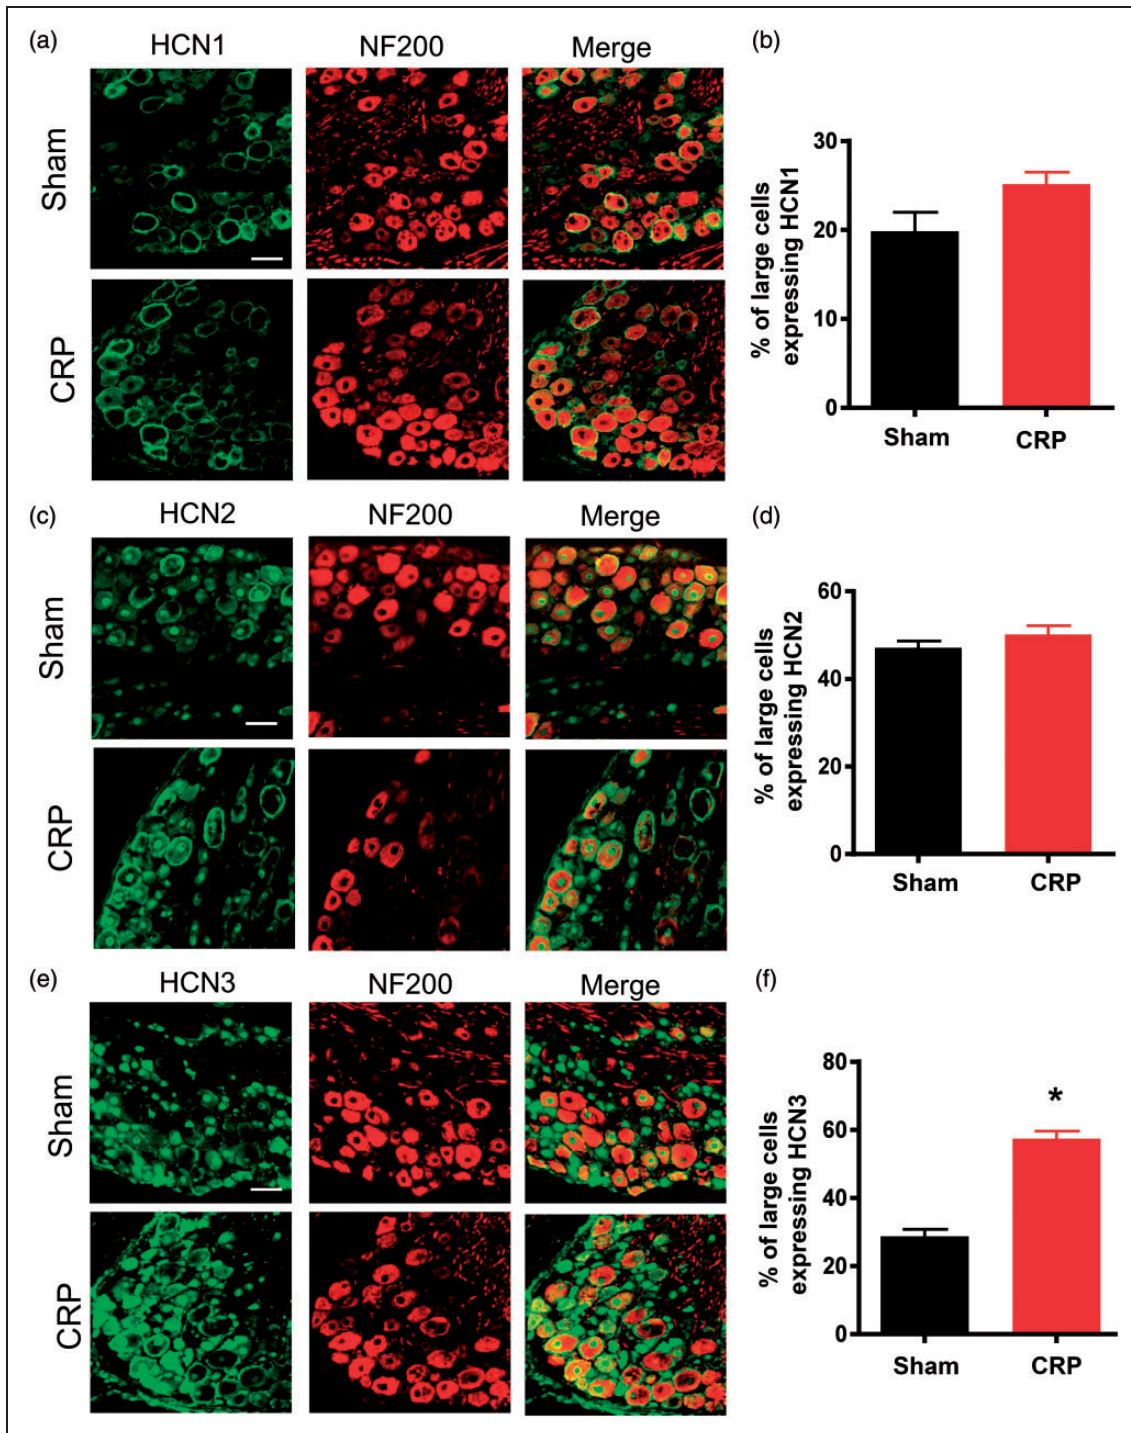 (a)
HCN1 NF200 Merge
Sham
CRP
(b)
% of large cells
expressing HCN1
30
20
10
0
Sham CRP
(c)
HCN2 NF200 Merge
Sham
CRP
(d)
% of large cells
expressing HCN2
60
40
20
0
Sham CRP
(e)
HCN3 NF200 Merge
Sham
CRP
(f)
% of large cells
expressing HCN3
80
60
40
20
0
*
Sham CRP